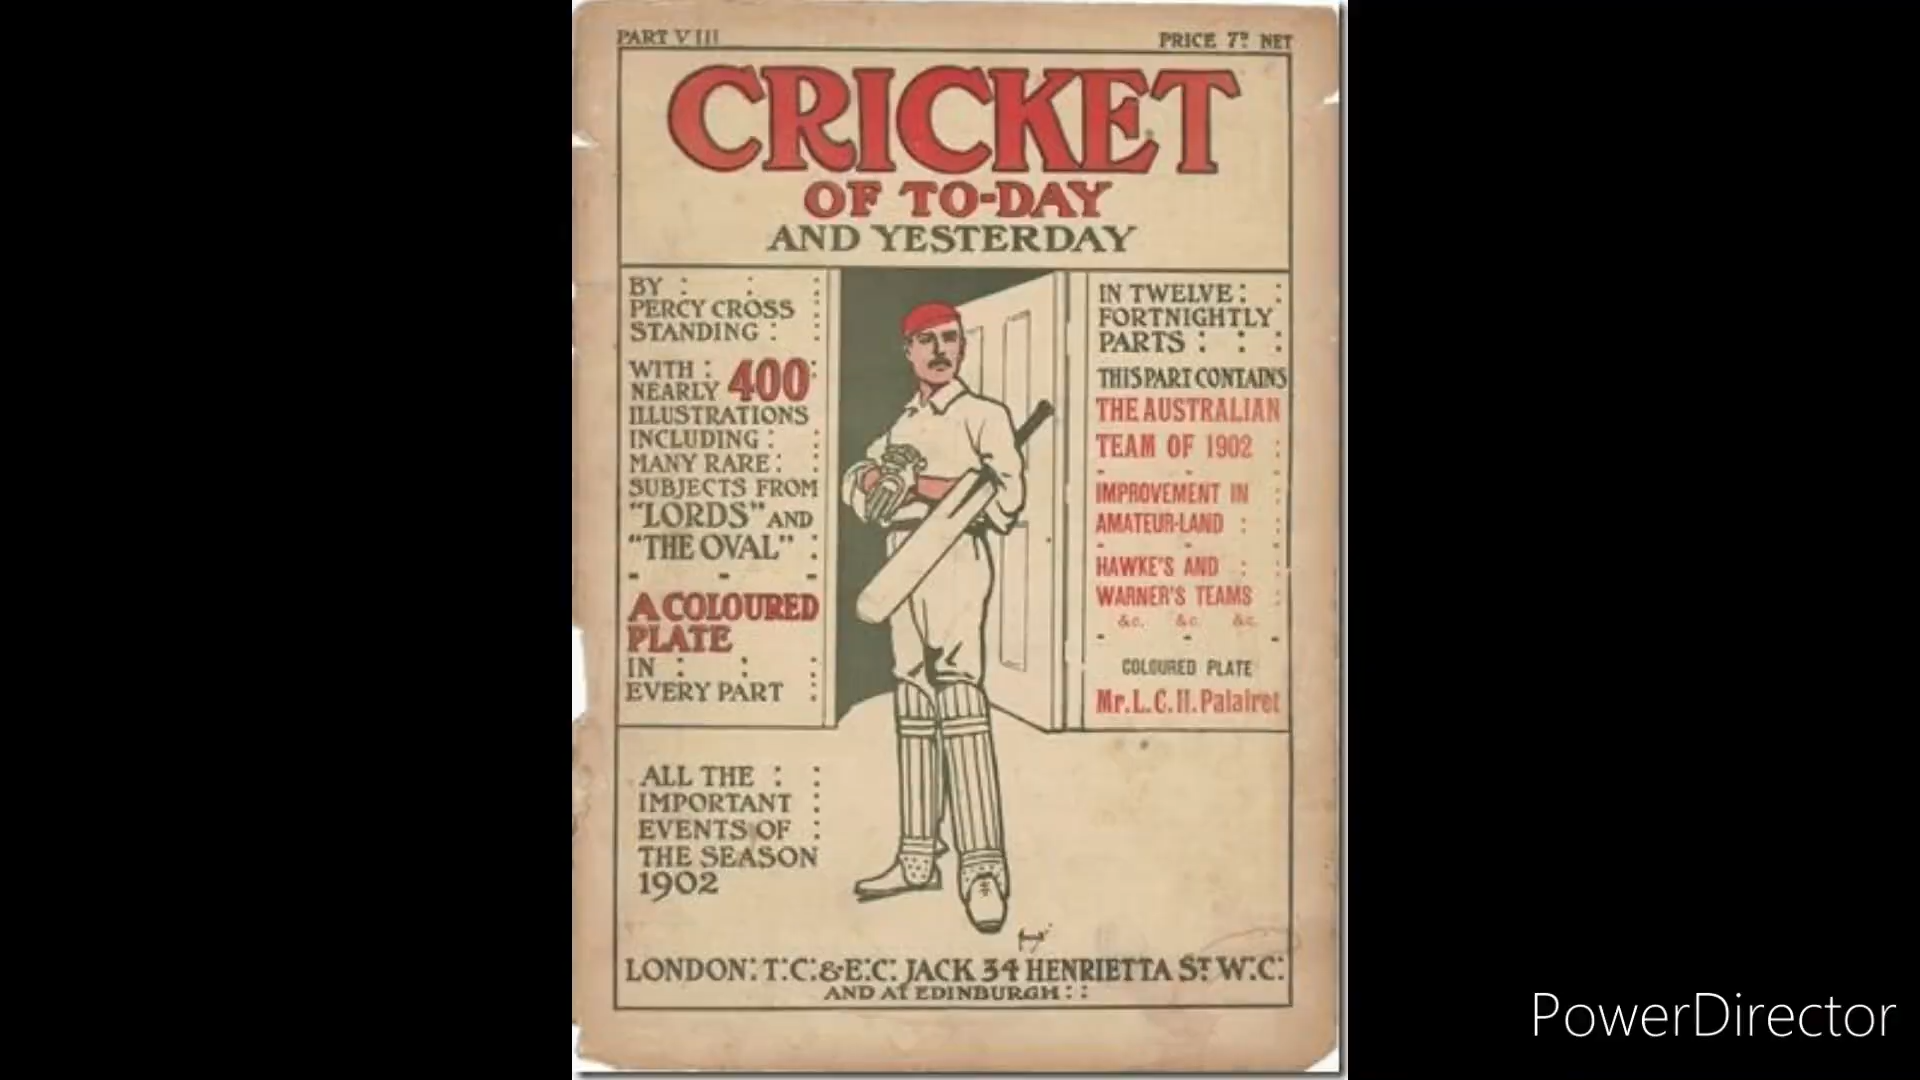 PART VIII
PRICE 7D NET
CRICKET
OF TO-DAY
AND YESTERDAY
BY : : :
PERCY CROSS
STANDING :
WITH :
NEARLY 400
ILLUSTRATIONS
INCLUDING :
MANY RARE :
SUBJECTS FROM
"LORDS" AND
"THE OVAL" :
A COLOURED
PLATE
IN : : :
EVERY PART :
ALL THE : :
IMPORTANT :
EVENTS OF :
THE SEASON
1902
IN TWELVE : :
FORTNIGHTLY
PARTS : : :
THIS PART CONTAINS
THE AUSTRALIAN
TEAM OF 1902 :
IMPROVEMENT IN :
AMATEUR-LAND : :
HAWKE'S AND : :
WARNER'S TEAMS :
&c. &c. &c.
COLOURED PLATE
Mr. L. C. H. Palairet
LONDON: T.C. & E.C. JACK 34 HENRIETTA ST. W.C.
AND AT EDINBURGH : :
PowerDirector